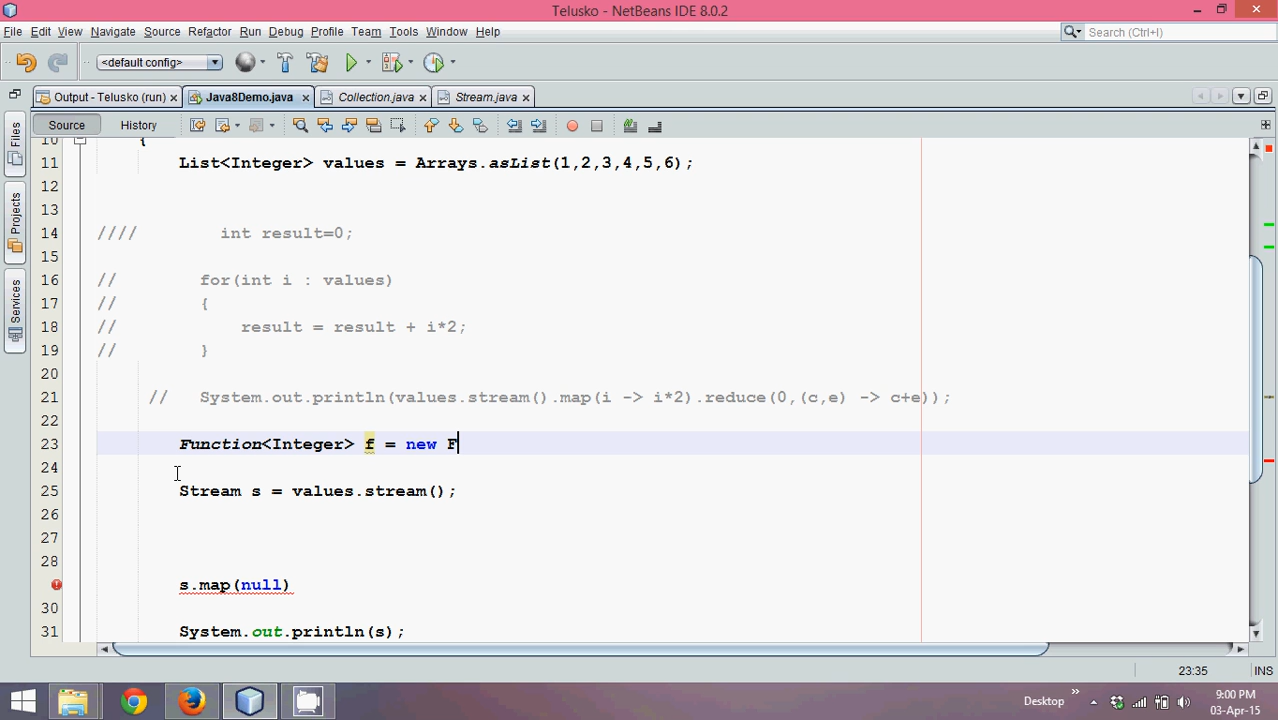 Telusko - NetBeans IDE 8.0.2
File Edit View Navigate Source Refactor Run Debug Profile Team Tools Window Help
Search (Ctrl+I)
<default config>
Output - Telusko (run) Java8Demo.java Collection.java Stream.java
Source History
Files
Projects
Services
10 {
11 List<Integer> values = Arrays.asList(1,2,3,4,5,6);
12
13
14 //// int result=0;
15
16 // for(int i : values)
17 // {
18 // result = result + i*2;
19 // }
20
21 // System.out.println(values.stream().map(i -> i*2).reduce(0,(c,e) -> c+e));
22
23 Function<Integer> f = new F
24
25 Stream s = values.stream();
26
27
28
s.map(null)
30
31 System.out.println(s);
23:35 INS
Desktop
9:00 PM
03-Apr-15